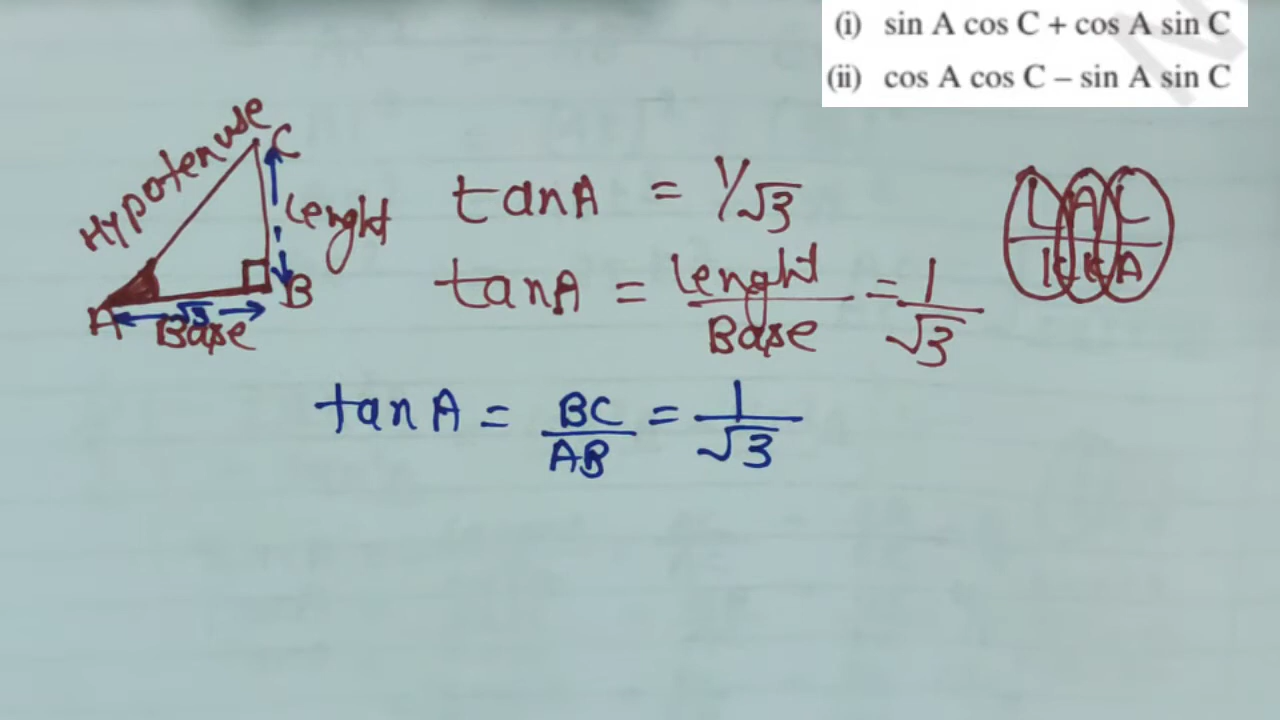 (i) sin A cos C + cos A sin C
(ii) cos A cos C – sin A sin C
Hypotenuse
C
Lenght
B
A
√3
Base
tanA = 1/√3
tanA = Lenght/Base = 1/√3
L A L
K K A
tanA = BC/AB = 1/√3